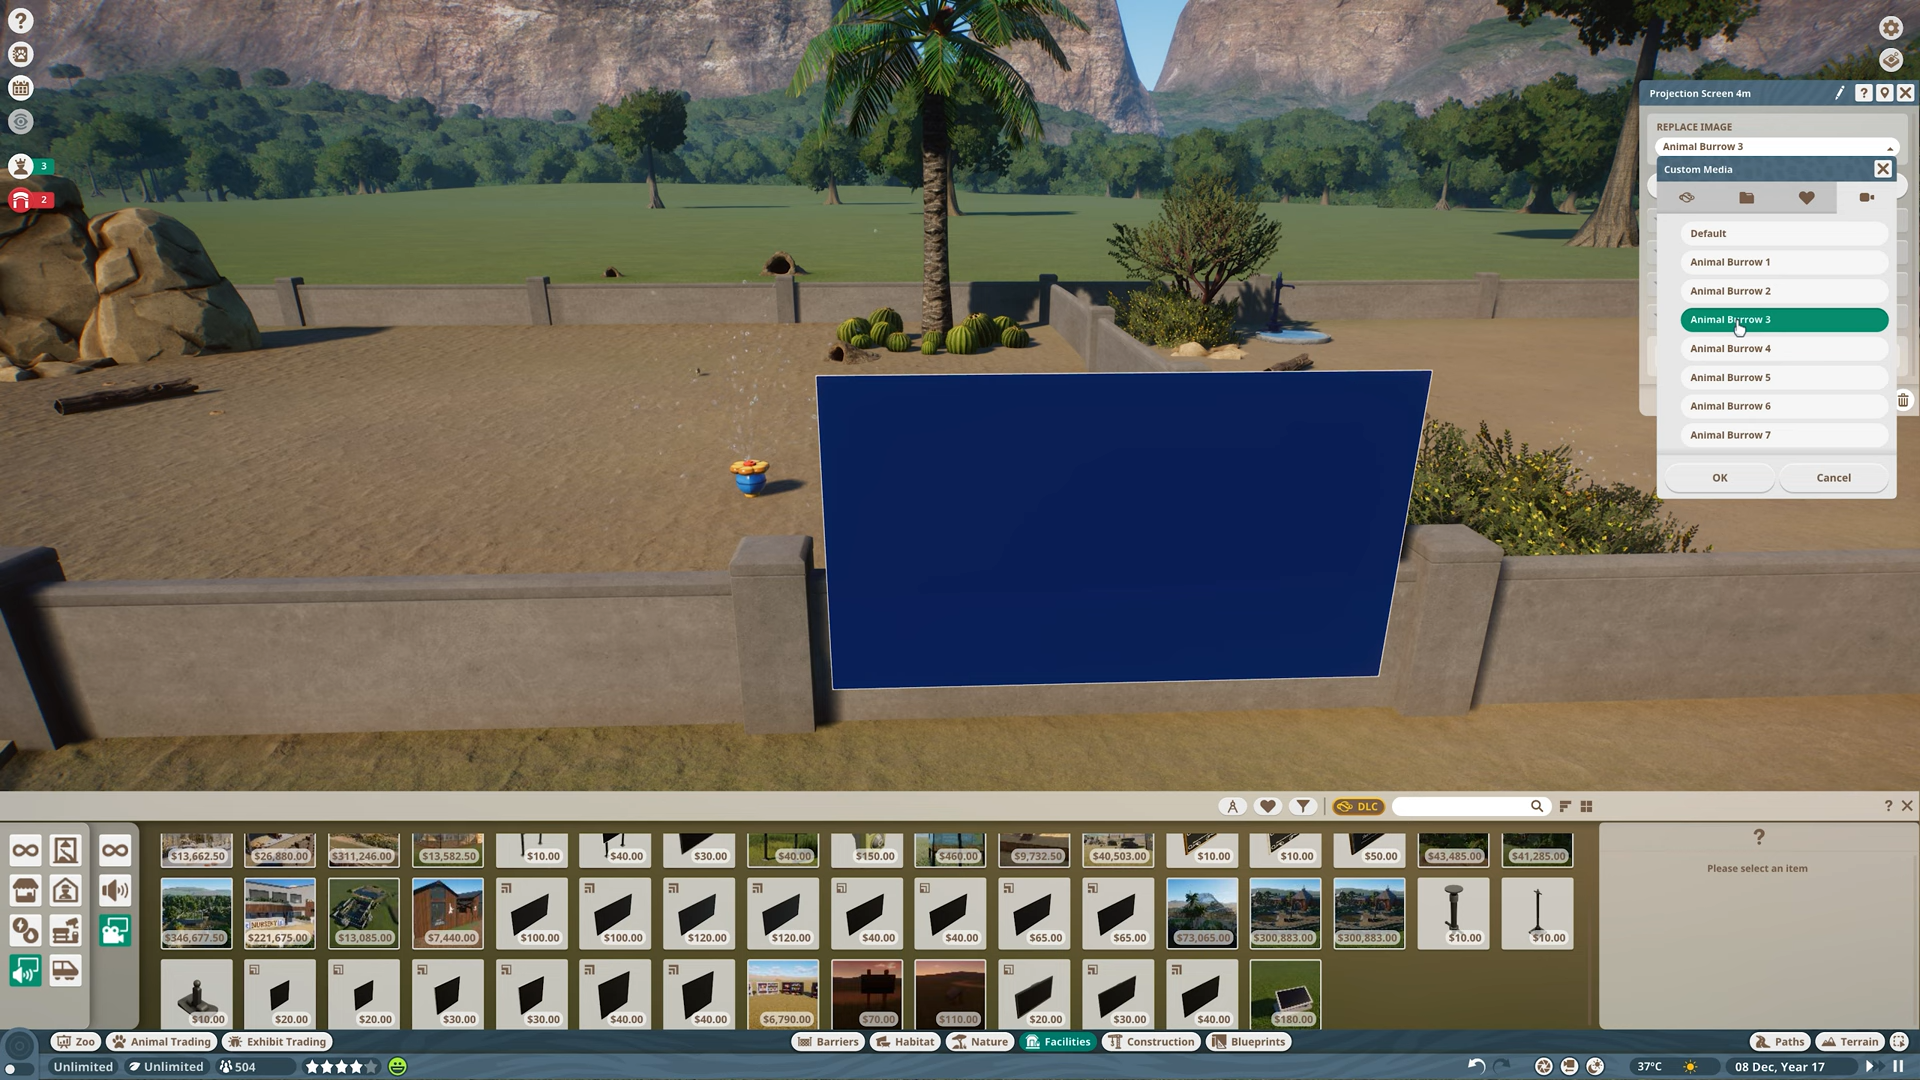 ?
3
2
Projection Screen 4m
?
REPLACE IMAGE
Animal Burrow 3
Custom Media
Default
Animal Burrow 1
Animal Burrow 2
Animal Burrow 3
Animal Burrow 4
Animal Burrow 5
Animal Burrow 6
Animal Burrow 7
OK Cancel
DLC
?
$13,662.50 $26,880.00 $311,246.00 $13,582.50 $10.00 $40.00 $30.00 $40.00 $150.00 $460.00 $9,732.50 $40,503.00 $10.00 $10.00 $50.00 $43,485.00 $41,285.00
?
Please select an item
$346,677.50 $221,675.00 $13,085.00 $7,440.00 $100.00 $100.00 $120.00 $120.00 $40.00 $40.00 $65.00 $65.00 $73,065.00 $300,883.00 $300,883.00 $10.00 $10.00
$10.00 $20.00 $20.00 $30.00 $30.00 $40.00 $40.00 $6,790.00 $70.00 $110.00 $20.00 $30.00 $40.00 $180.00
Zoo Animal Trading Exhibit Trading Barriers Habitat Nature Facilities Construction Blueprints Paths Terrain
Unlimited Unlimited 504 37°C 08 Dec, Year 17